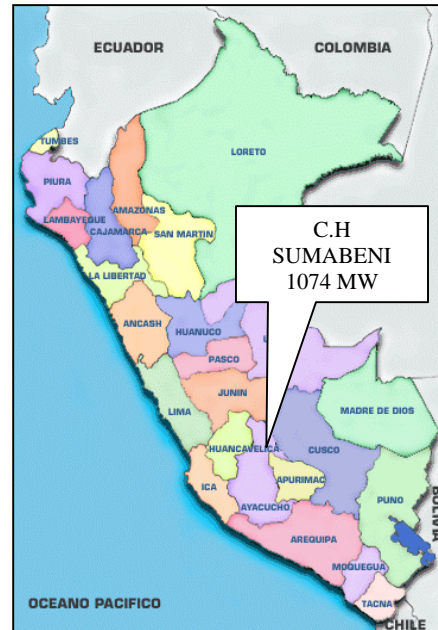 ECUADOR
COLOMBIA
TUMBES
LORETO
PIURA
AMAZONAS
LAMBAYEQUE
CAJAMARCA
SAN MARTIN
C.H
SUMABENI
1074 MW
LA LIBERTAD
ANCASH
HUANUCO
PASCO
JUNIN
LIMA
MADRE DE DIOS
HUANCAVELICA
CUSCO
APURIMAC
ICA
AYACUCHO
PUNO
BOLIVIA
AREQUIPA
MOQUEGUA
OCEANO PACIFICO
TACNA
CHILE